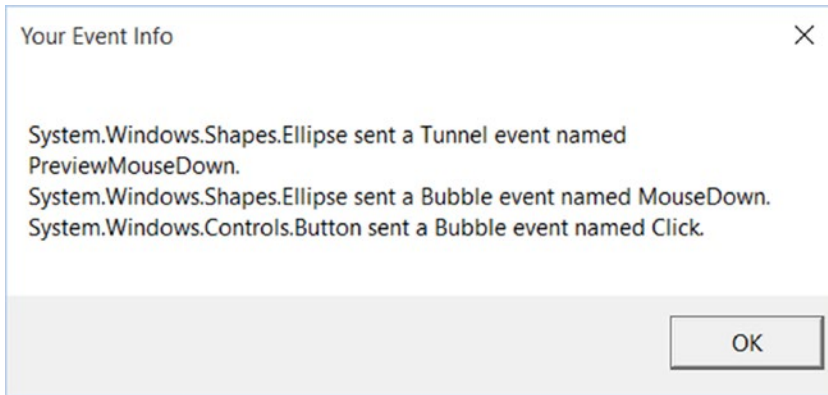 Your Event Info
System.Windows.Shapes.Ellipse sent a Tunnel event named
PreviewMouseDown.
System.Windows.Shapes.Ellipse sent a Bubble event named MouseDown.
System.Windows.Controls.Button sent a Bubble event named Click.
OK